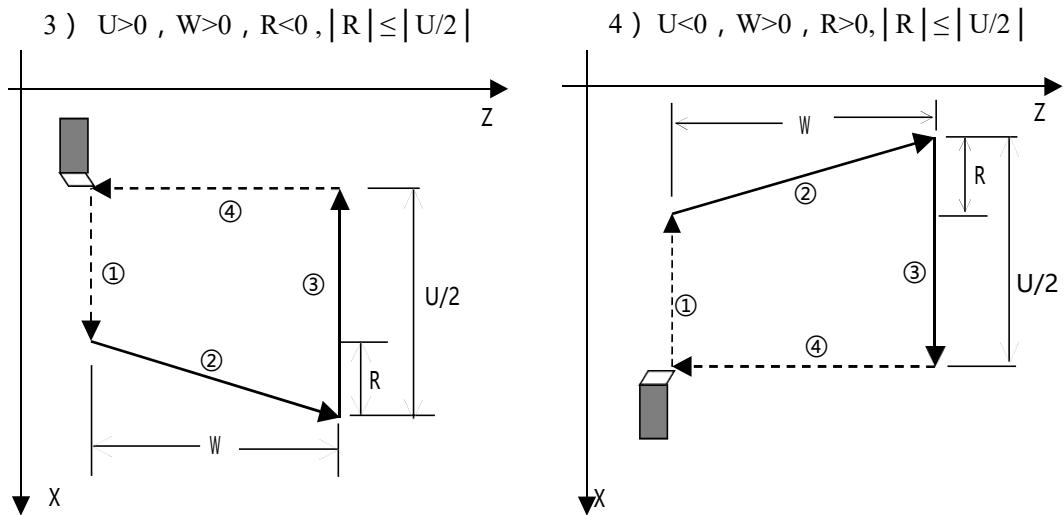 3） U>0 , W>0 , R<0 , | R | ≤ | U/2 |
Z
④
①
③
U/2
②
R
W
X
4） U<0 , W>0 , R>0, | R | ≤ | U/2 |
Z
W
R
②
③
U/2
①
④
X